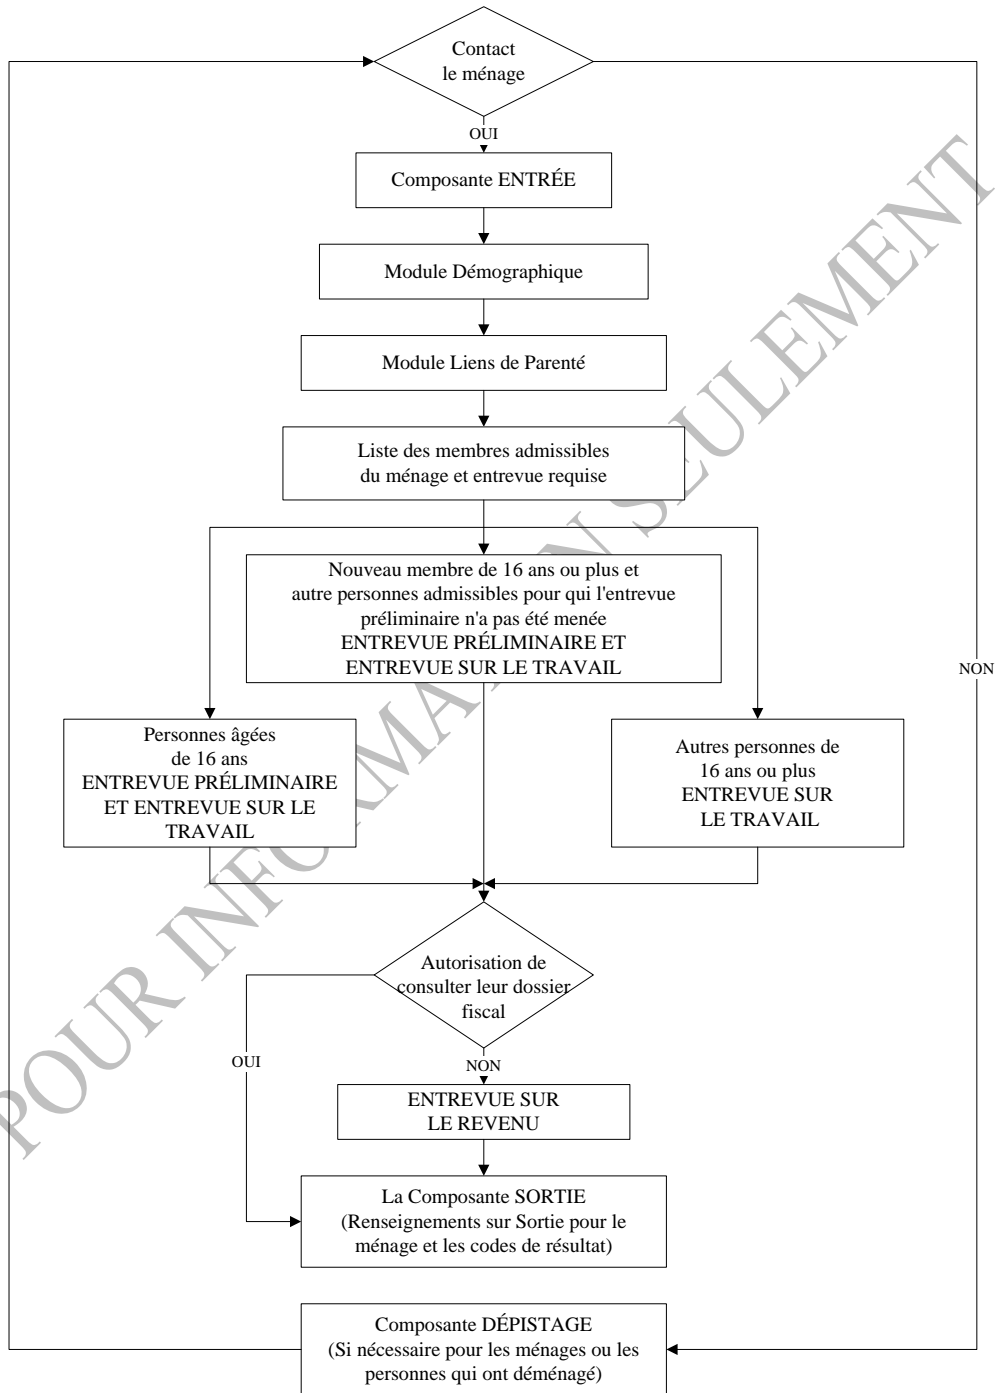 Contact
le ménage
OUI
Composante ENTRÉE
Module Démographique
Module Liens de Parenté
Liste des membres admissibles
du ménage et entrevue requise
Nouveau membre de 16 ans ou plus et
autre personnes admissibles pour qui l'entrevue
préliminaire n'a pas été menée
ENTREVUE PRÉLIMINAIRE ET
ENTREVUE SUR LE TRAVAIL
NON
Personnes âgées
de 16 ans
ENTREVUE PRÉLIMINAIRE
ET ENTREVUE SUR LE
TRAVAIL
Autres personnes de
16 ans ou plus
ENTREVUE SUR
LE TRAVAIL
Autorisation de
consulter leur dossier
fiscal
OUI
NON
ENTREVUE SUR
LE REVENU
La Composante SORTIE
(Renseignements sur Sortie pour le
ménage et les codes de résultat)
Composante DÉPISTAGE
(Si nécessaire pour les ménages ou les
personnes qui ont déménagé)
POUR INFORMATION SEULEMENT